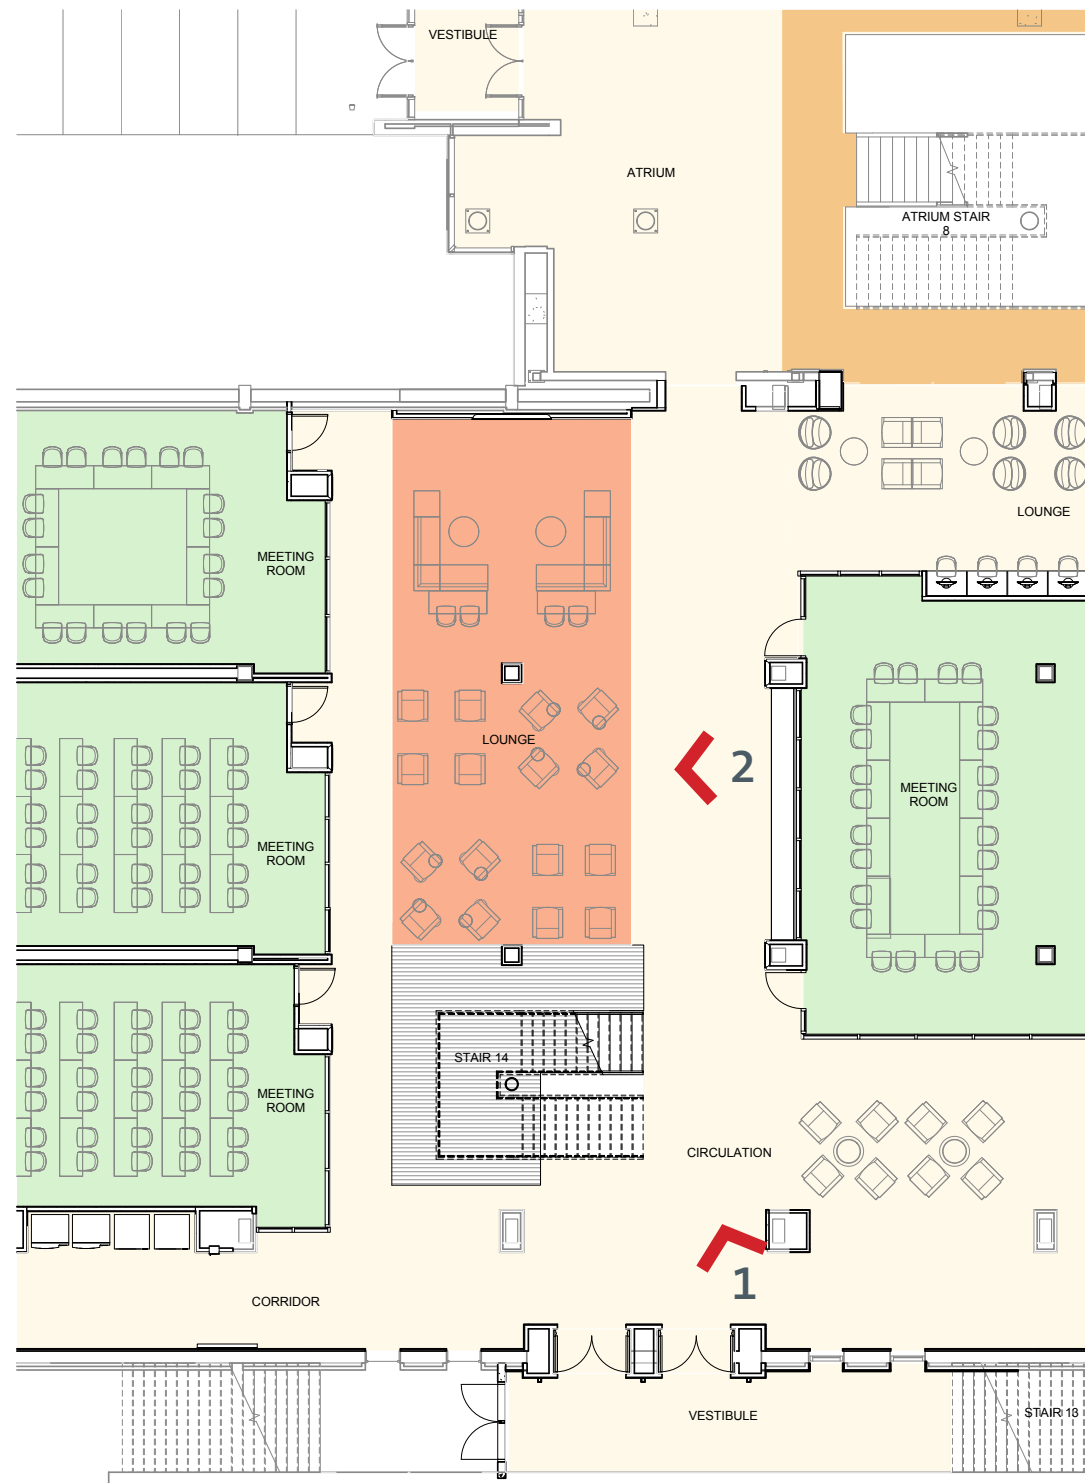 VESTIBULE
ATRIUM
ATRIUM STAIR
8
LOUNGE
MEETING
ROOM
LOUNGE
2
MEETING
ROOM
MEETING
ROOM
STAIR 14
MEETING
ROOM
CIRCULATION
1
CORRIDOR
VESTIBULE
STAIR 13